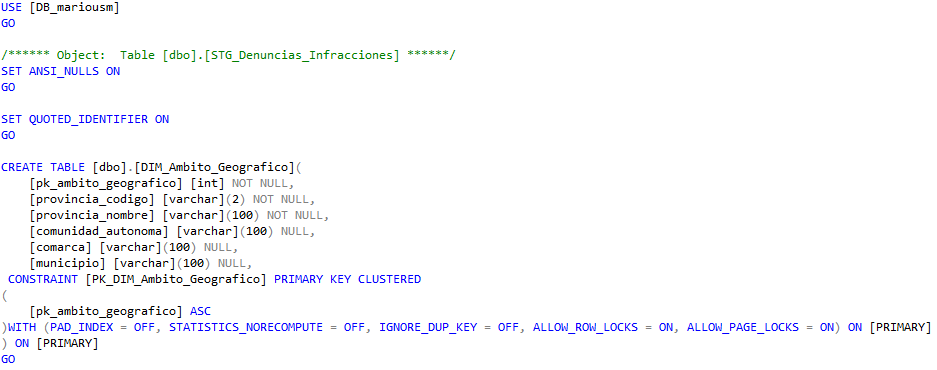 USE [DB_mariousm]
GO
/****** Object:  Table [dbo].[STG_Denuncias_Infracciones] ******/
SET ANSI_NULLS ON
GO
SET QUOTED_IDENTIFIER ON
GO
CREATE TABLE [dbo].[DIM_Ambito_Geografico](
    [pk_ambito_geografico] [int] NOT NULL,
    [provincia_codigo] [varchar](2) NOT NULL,
    [provincia_nombre] [varchar](100) NOT NULL,
    [comunidad_autonoma] [varchar](100) NULL,
    [comarca] [varchar](100) NULL,
    [municipio] [varchar](100) NULL,
 CONSTRAINT [PK_DIM_Ambito_Geografico] PRIMARY KEY CLUSTERED
(
    [pk_ambito_geografico] ASC
)WITH (PAD_INDEX = OFF, STATISTICS_NORECOMPUTE = OFF, IGNORE_DUP_KEY = OFF, ALLOW_ROW_LOCKS = ON, ALLOW_PAGE_LOCKS = ON) ON [PRIMARY]
) ON [PRIMARY]
GO